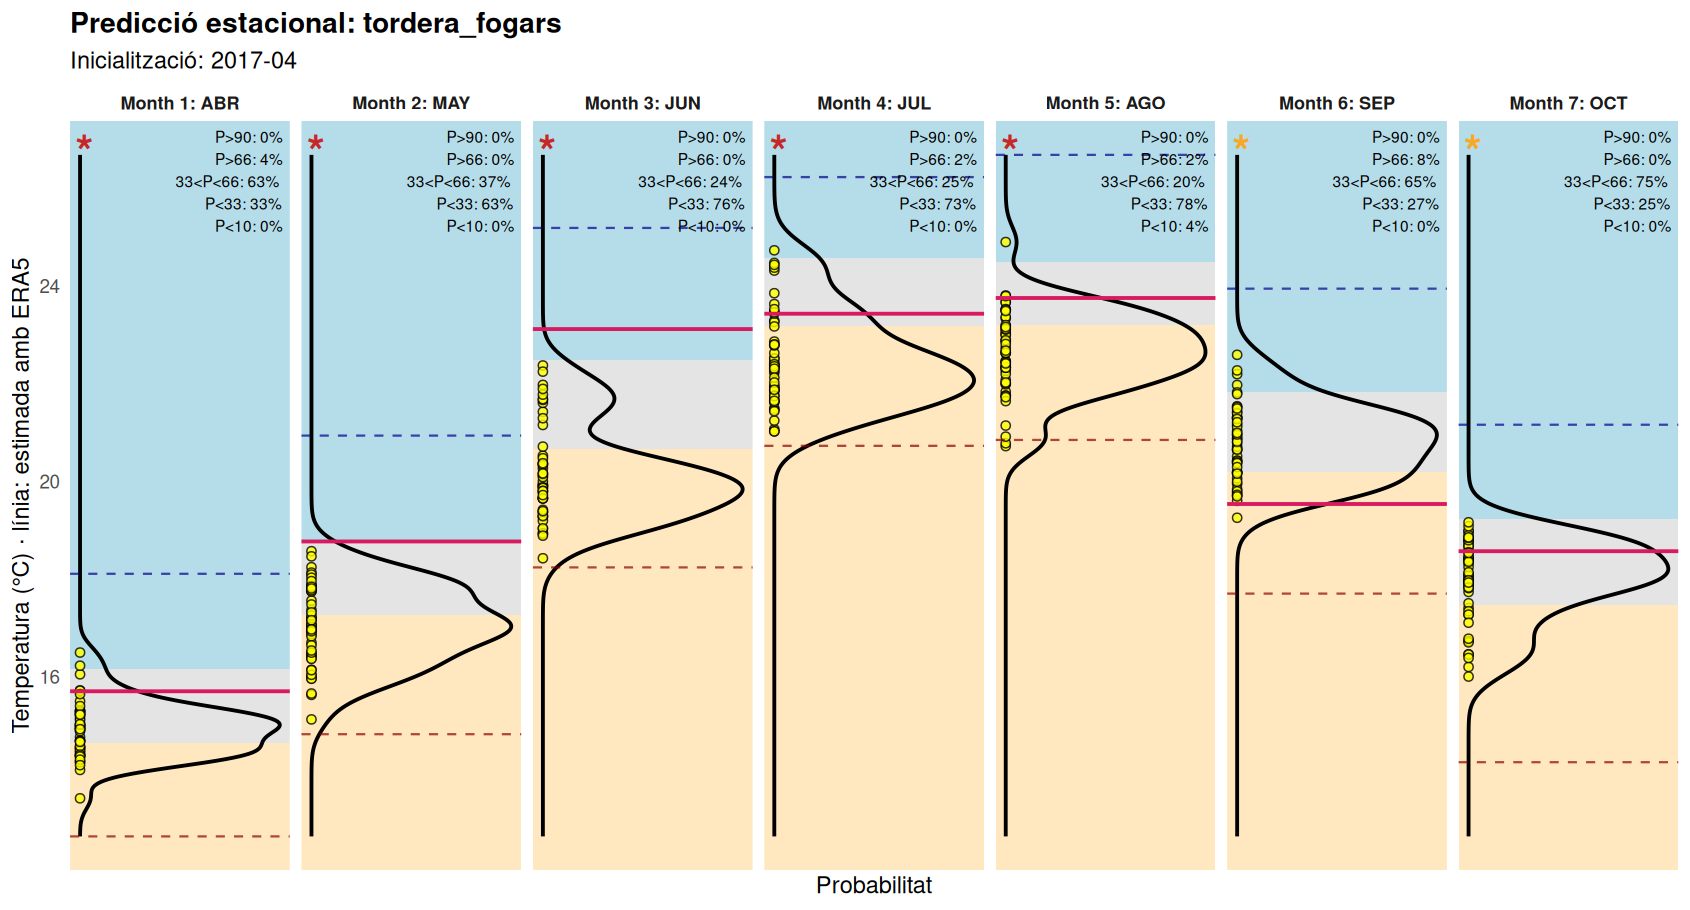 Predicció estacional: tordera_fogars
Inicialització: 2017-04
Month 1: ABR
Month 2: MAY
Month 3: JUN
Month 4: JUL
Month 5: AGO
Month 6: SEP
Month 7: OCT
*
P>90: 0%
P>66: 4%
33<P<66: 63%
P<33: 33%
P<10: 0%
*
P>90: 0%
P>66: 0%
33<P<66: 37%
P<33: 63%
P<10: 0%
*
P>90: 0%
P>66: 0%
33<P<66: 24%
P<33: 76%
P<10: 0%
*
P>90: 0%
P>66: 2%
33<P<66: 25%
P<33: 73%
P<10: 0%
*
P>90: 0%
P>66: 2%
33<P<66: 20%
P<33: 78%
P<10: 4%
*
P>90: 0%
P>66: 8%
33<P<66: 65%
P<33: 27%
P<10: 0%
*
P>90: 0%
P>66: 0%
33<P<66: 75%
P<33: 25%
P<10: 0%
Temperatura (°C) · línia: estimada amb ERA5
24
20
16
Probabilitat